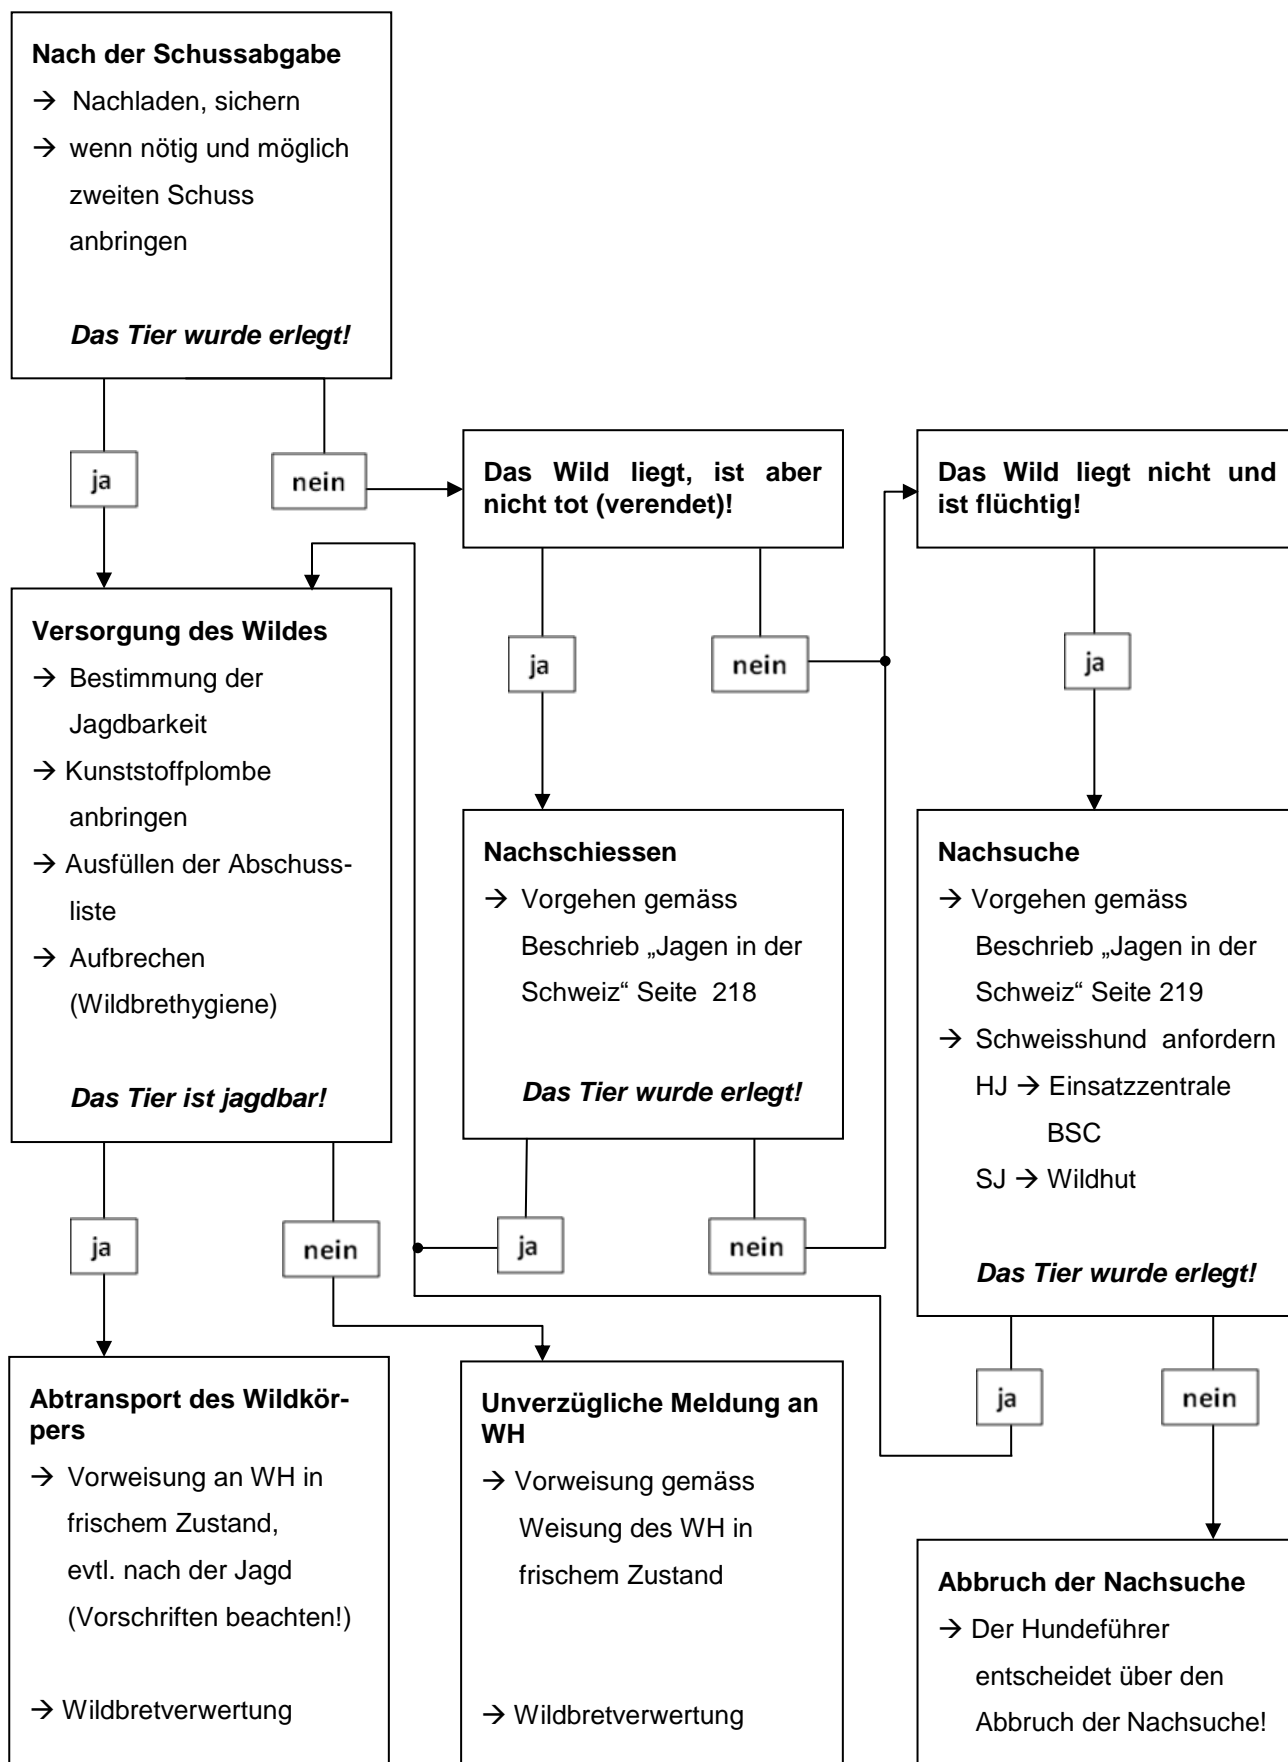 Nach der Schussabgabe
→ Nachladen, sichern
→ wenn nötig und möglich
zweiten Schuss
anbringen
Das Tier wurde erlegt!
ja
nein
Das Wild liegt, ist aber
nicht tot (verendet)!
Das Wild liegt nicht und
ist flüchtig!
ja
nein
ja
Versorgung des Wildes
→ Bestimmung der
Jagdbarkeit
→ Kunststoffplombe
anbringen
→ Ausfüllen der Abschuss-
liste
→ Aufbrechen
(Wildbrethygiene)
Das Tier ist jagdbar!
Nachschiessen
→ Vorgehen gemäss
Beschrieb „Jagen in der
Schweiz“ Seite 218
Das Tier wurde erlegt!
Nachsuche
→ Vorgehen gemäss
Beschrieb „Jagen in der
Schweiz“ Seite 219
→ Schweisshund anfordern
HJ → Einsatzzentrale
BSC
SJ → Wildhut
Das Tier wurde erlegt!
ja
nein
ja
nein
ja
nein
Abtransport des Wildkör-
pers
→ Vorweisung an WH in
frischem Zustand,
evtl. nach der Jagd
(Vorschriften beachten!)
→ Wildbretverwertung
Unverzügliche Meldung an
WH
→ Vorweisung gemäss
Weisung des WH in
frischem Zustand
→ Wildbretverwertung
Abbruch der Nachsuche
→ Der Hundeführer
entscheidet über den
Abbruch der Nachsuche!